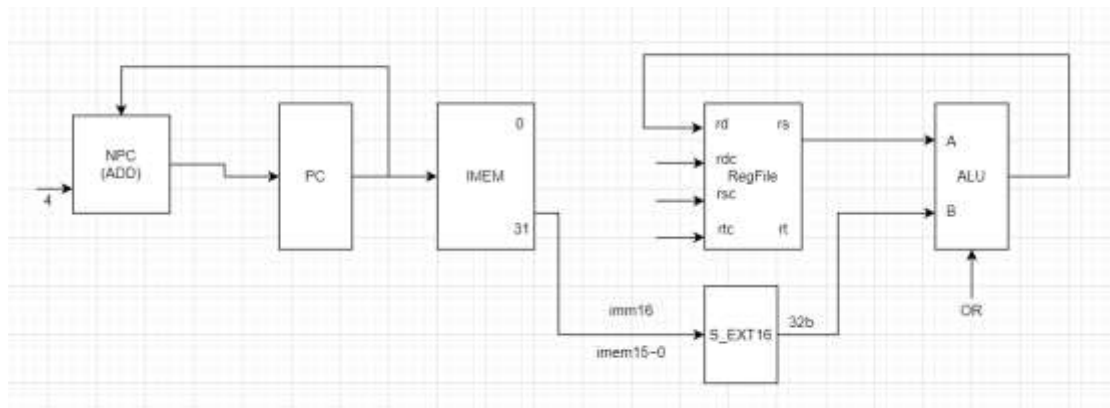 NPC
(ADD)
4
PC
0
IMEM
31
rd
rs
rdc
RegFile
rsc
rtc
rt
A
ALU
B
OR
imm16
imem15~0
S_EXT16
32b